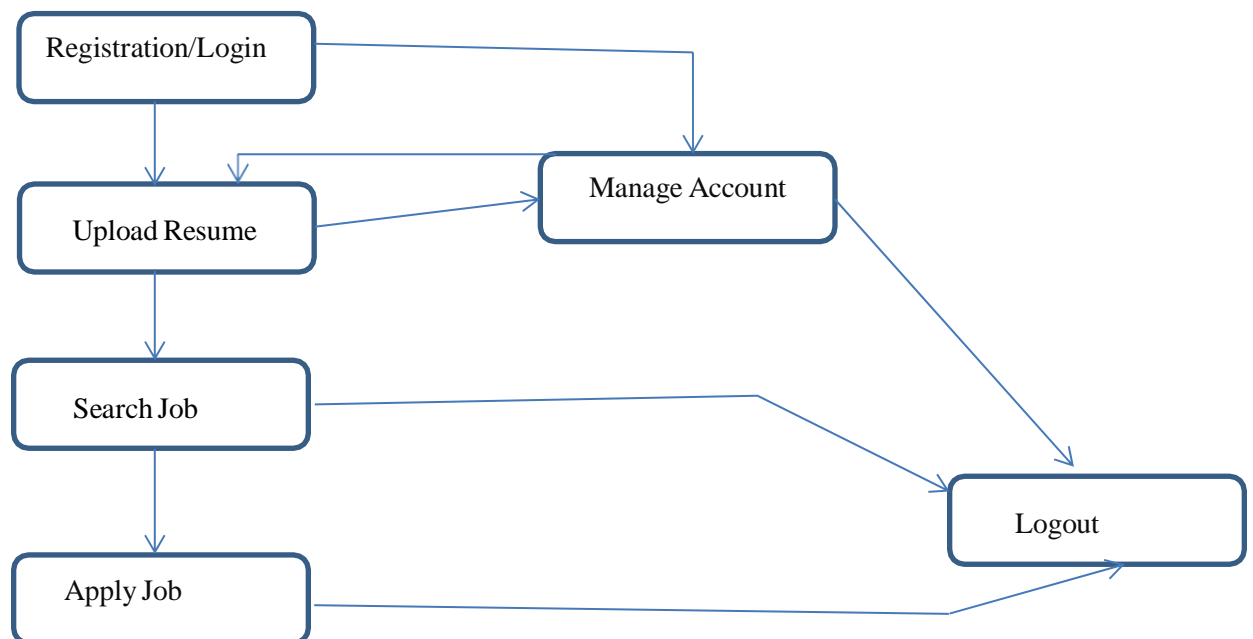 Registration/Login
Manage Account
Upload Resume
Search Job
Logout
Apply Job